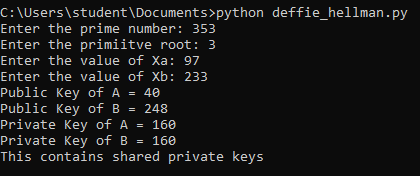 C:\Users\student\Documents>python deffie_hellman.py
Enter the prime number: 353
Enter the primiitve root: 3
Enter the value of Xa: 97
Enter the value of Xb: 233
Public Key of A = 40
Public Key of B = 248
Private Key of A = 160
Private Key of B = 160
This contains shared private keys